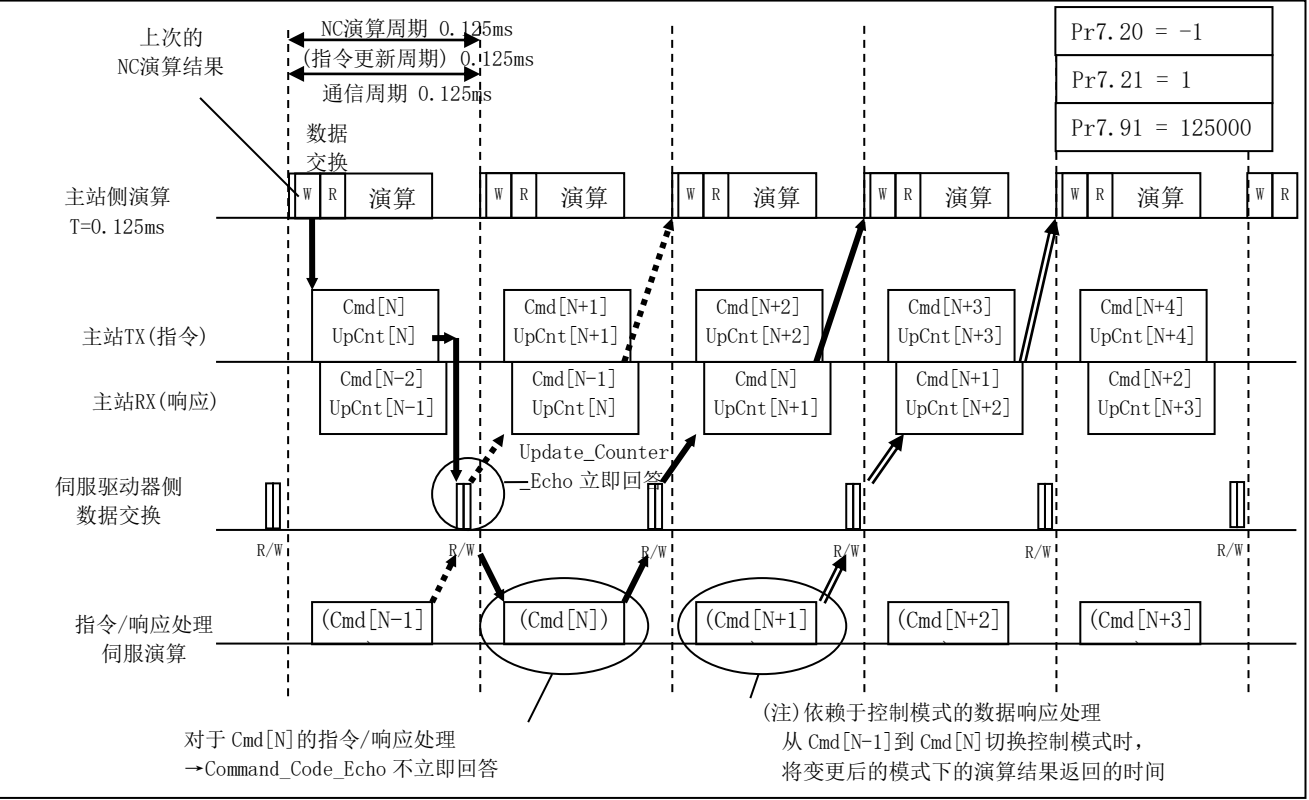 上次的
NC演算结果
NC演算周期 0.125ms
(指令更新周期) 0.125ms
通信周期 0.125ms
Pr7.20 = -1
Pr7.21 = 1
Pr7.91 = 125000
数据
交换
主站侧演算
T=0.125ms
W R 演算 W R 演算 W R 演算 W R 演算 W R 演算 W R
主站TX(指令)
Cmd[N] Cmd[N+1] Cmd[N+2] Cmd[N+3] Cmd[N+4]
UpCnt[N] UpCnt[N+1] UpCnt[N+2] UpCnt[N+3] UpCnt[N+4]
主站RX(响应)
Cmd[N-2] Cmd[N-1] Cmd[N] Cmd[N+1] Cmd[N+2]
UpCnt[N-1] UpCnt[N] UpCnt[N+1] UpCnt[N+2] UpCnt[N+3]
Update_Counter
_Echo 立即回答
伺服驱动器侧
数据交换
R/W R/W R/W R/W R/W R/W
指令/响应处理
伺服演算
(Cmd[N-1] (Cmd[N]) (Cmd[N+1] (Cmd[N+2] (Cmd[N+3]
对于 Cmd[N]的指令/响应处理
→Command_Code_Echo 不立即回答
(注)依赖于控制模式的数据响应处理
从 Cmd[N-1]到 Cmd[N]切换控制模式时，
将变更后的模式下的演算结果返回的时间